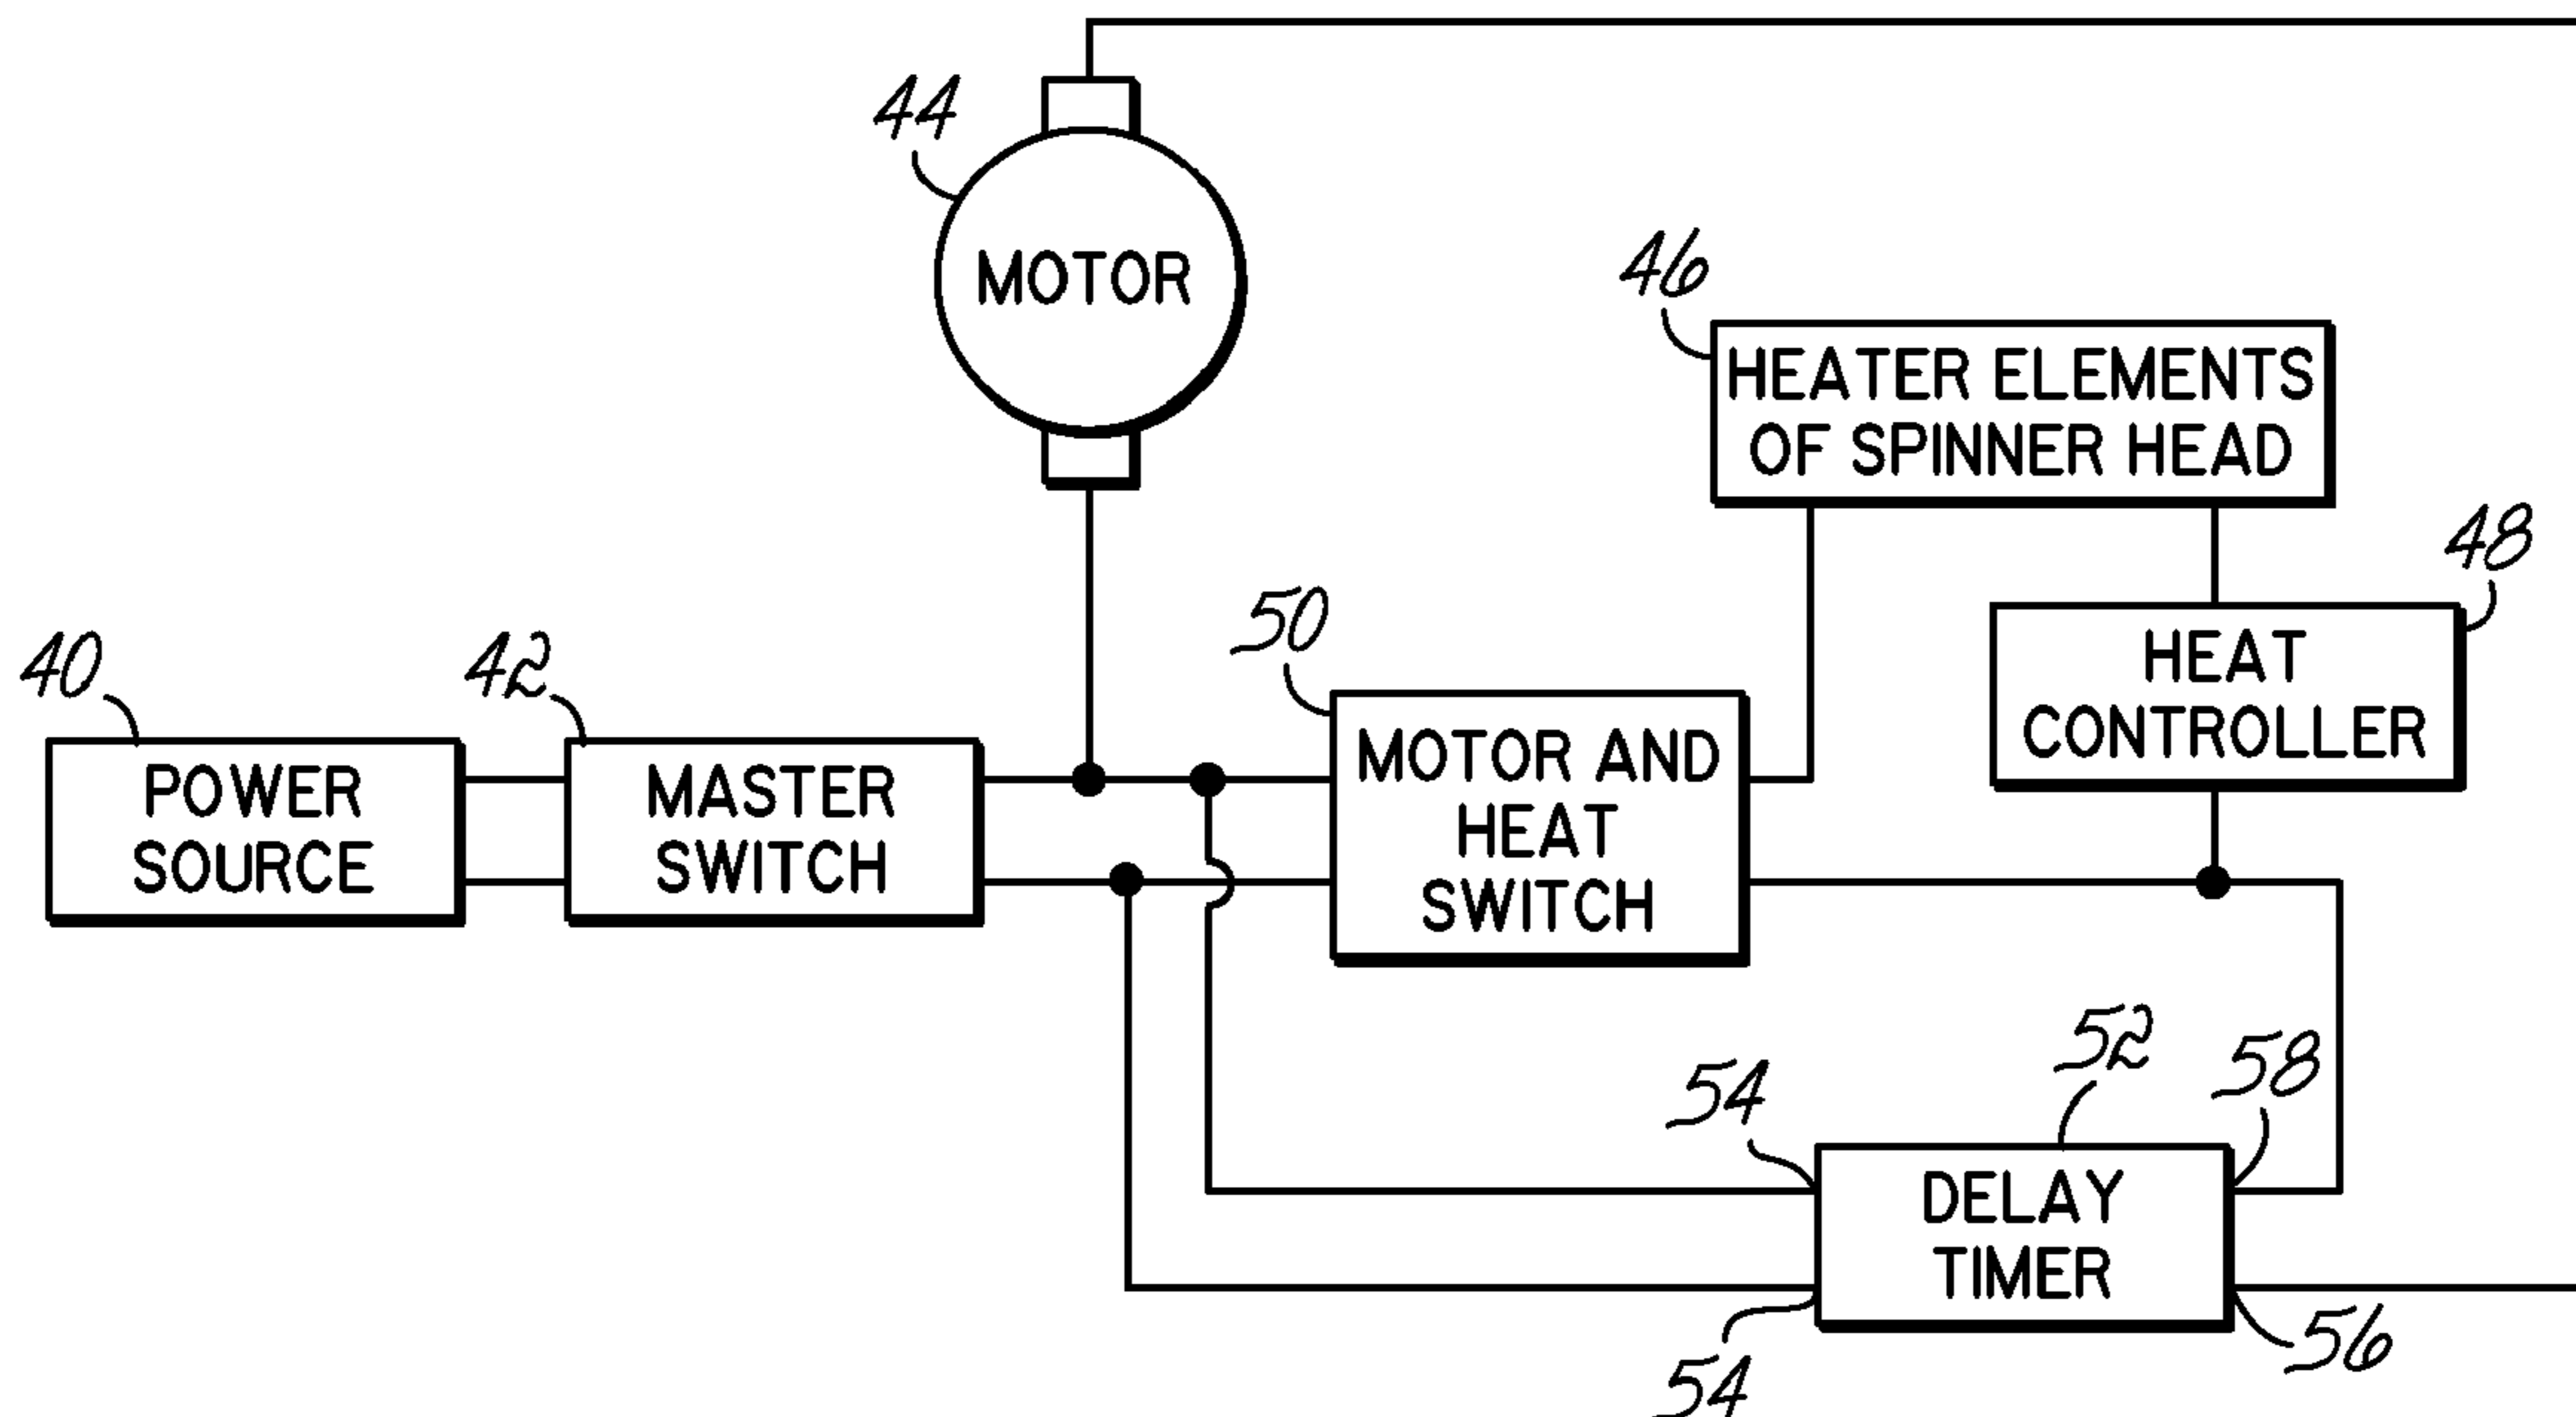 44
MOTOR
46
HEATER ELEMENTS
OF SPINNER HEAD
48
HEAT
CONTROLLER
50
MOTOR AND
HEAT
SWITCH
40
POWER
SOURCE
42
MASTER
SWITCH
52
58
54
DELAY
TIMER
54
56